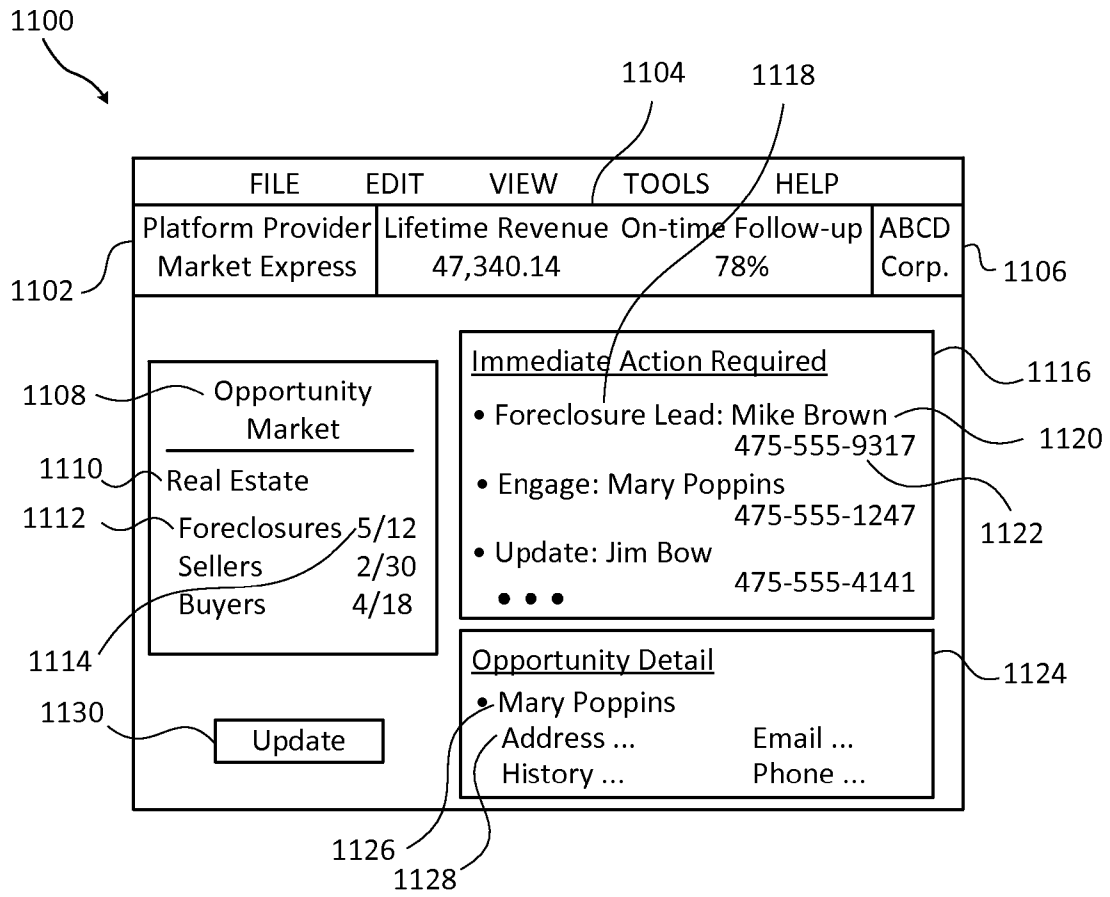 1100
1104
1118
FILE EDIT VIEW TOOLS HELP
Platform Provider
Market Express
Lifetime Revenue On-time Follow-up
47,340.14 78%
ABCD
Corp.
1102
1106
1108
Opportunity
Market
1110
Real Estate
1112
Foreclosures 5/12
Sellers 2/30
Buyers 4/18
1114
1130
Update
Immediate Action Required
1116
• Foreclosure Lead: Mike Brown
1120
475-555-9317
• Engage: Mary Poppins
475-555-1247
1122
• Update: Jim Bow
475-555-4141
• • •
Opportunity Detail
1124
• Mary Poppins
Address ... Email ...
History ... Phone ...
1126
1128